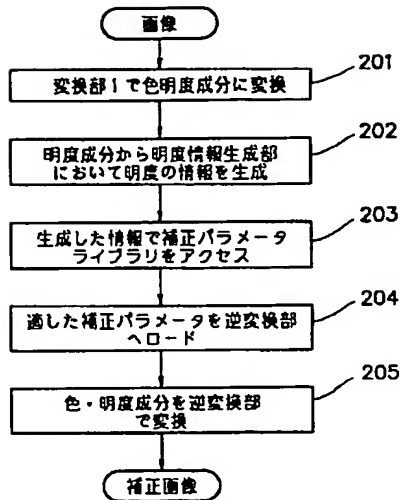 画像
変換部1で色明度成分に変換
201
明度成分から明度情報生成部
において明度の情報を生成
202
生成した情報で補正パラメータ
ライブラリをアクセス
203
適した補正パラメータを逆変換部
へロード
204
色・明度成分を逆変換部
で変換
205
補正画像